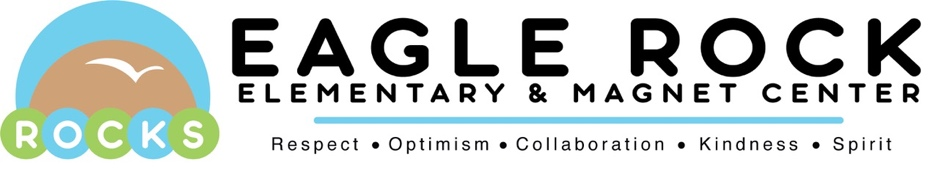 ROCKS
EAGLE ROCK
ELEMENTARY & MAGNET CENTER
Respect • Optimism • Collaboration • Kindness • Spirit